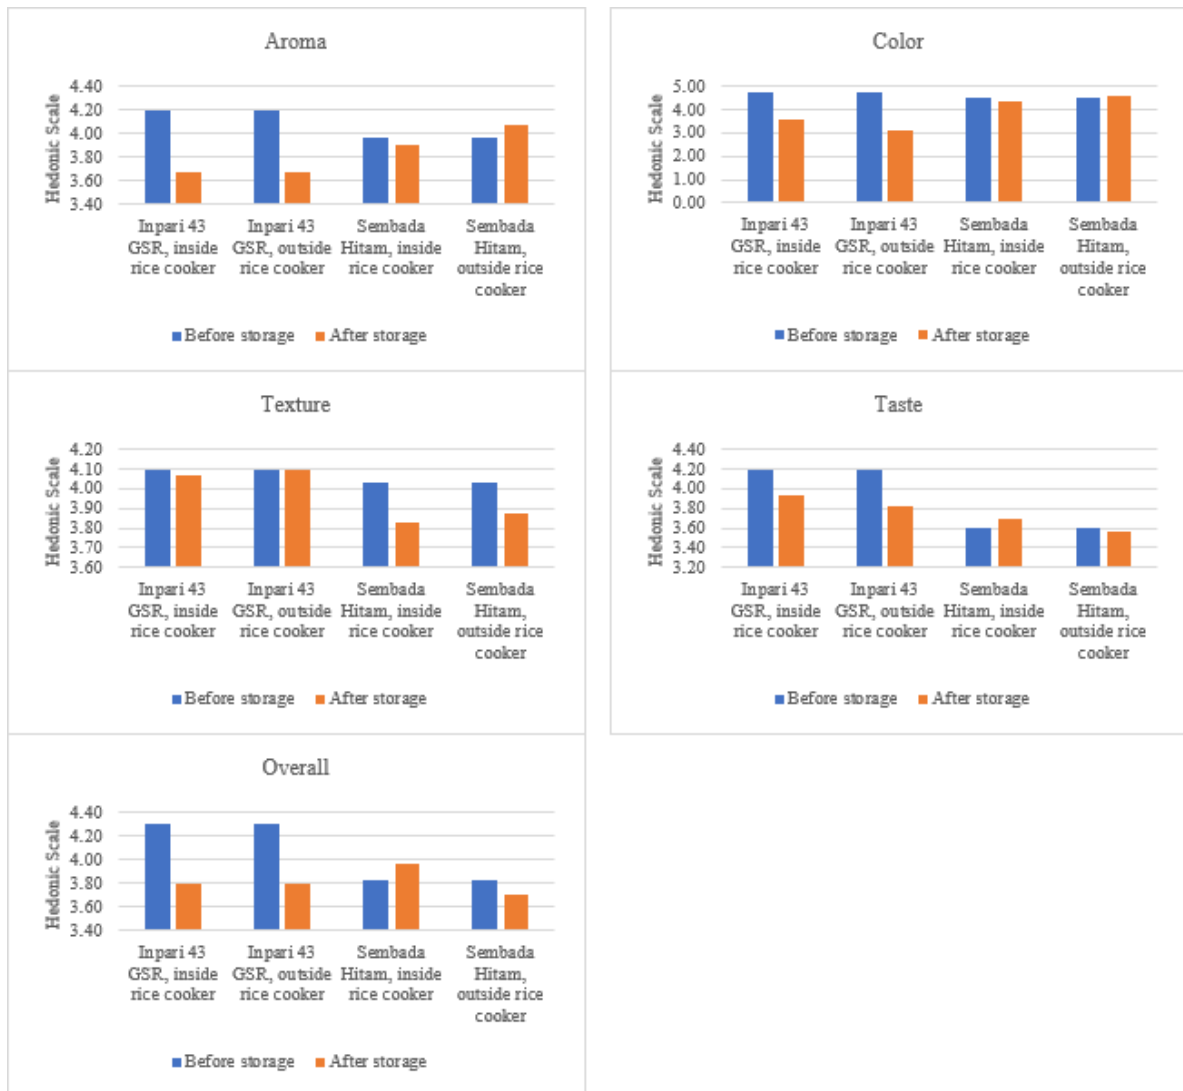 Aroma
Hedonic Scale
4.40
4.20
4.00
3.80
3.60
3.40
Inpari 43
GSR, inside
rice cooker
Inpari 43
GSR, outside
rice cooker
Sembada
Hitam, inside
rice cooker
Sembada
Hitam,
outside rice
cooker
Before storage
After storage
Color
Hedonic Scale
5.00
4.00
3.00
2.00
1.00
0.00
Inpari 43
GSR, inside
rice cooker
Inpari 43
GSR, outside
rice cooker
Sembada
Hitam, inside
rice cooker
Sembada
Hitam,
outside rice
cooker
Before storage
After storage
Texture
Hedonic Scale
4.20
4.10
4.00
3.90
3.80
3.70
3.60
Inpari 43
GSR, inside
rice cooker
Inpari 43
GSR, outside
rice cooker
Sembada
Hitam, inside
rice cooker
Sembada
Hitam,
outside rice
cooker
Before storage
After storage
Taste
Hedonic Scale
4.40
4.20
4.00
3.80
3.60
3.40
3.20
Inpari 43
GSR, inside
rice cooker
Inpari 43
GSR, outside
rice cooker
Sembada
Hitam, inside
rice cooker
Sembada
Hitam,
outside rice
cooker
Before storage
After storage
Overall
Hedonic Scale
4.40
4.20
4.00
3.80
3.60
3.40
Inpari 43
GSR, inside
rice cooker
Inpari 43
GSR, outside
rice cooker
Sembada
Hitam, inside
rice cooker
Sembada
Hitam,
outside rice
cooker
Before storage
After storage